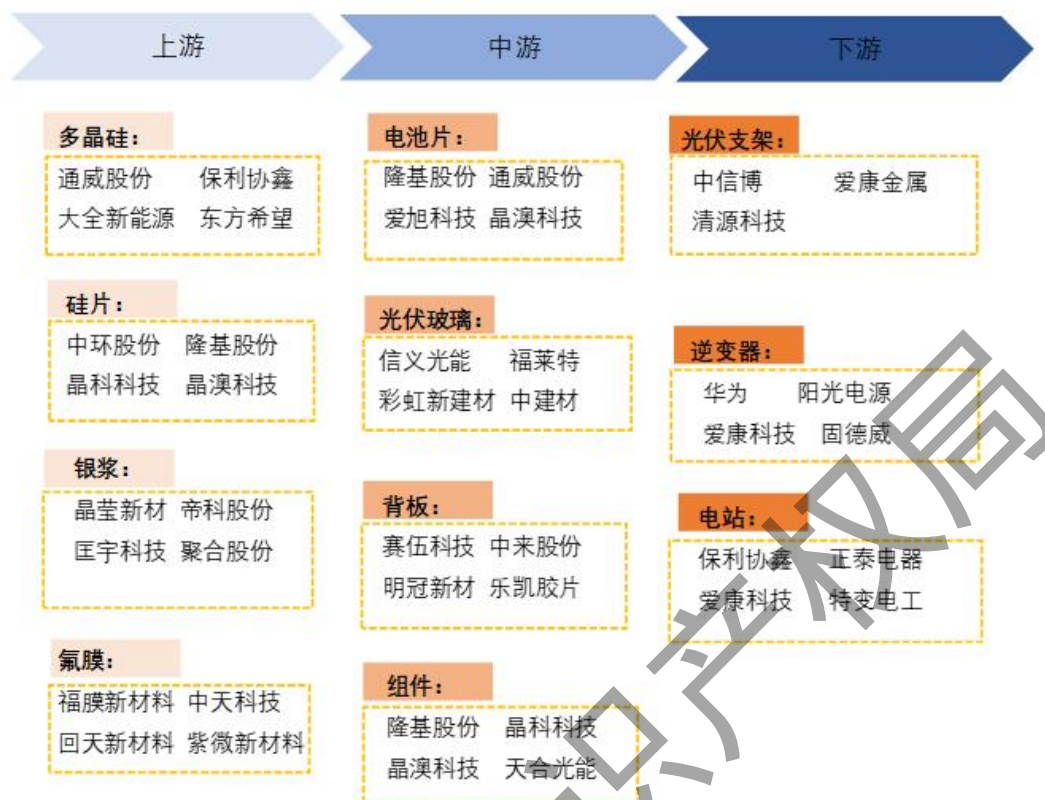 上游
多晶硅：
通威股份 保利协鑫
大全新能源 东方希望
硅片：
中环股份 隆基股份
晶科科技 晶澳科技
银浆：
晶莹新材 帝科股份
匡宇科技 聚合股份
氟膜：
福膜新材料 中天科技
回天新材料 紫微新材料
中游
电池片：
隆基股份 通威股份
爱旭科技 晶澳科技
光伏玻璃：
信义光能 福莱特
彩虹新建材 中建材
背板：
赛伍科技 中来股份
明冠新材 乐凯胶片
组件：
隆基股份 晶科科技
晶澳科技 天合光能
下游
光伏支架：
中信博 爱康金属
清源科技
逆变器：
华为 阳光电源
爱康科技 固德威
电站：
保利协鑫 正泰电器
爱康科技 特变电工
识产权局